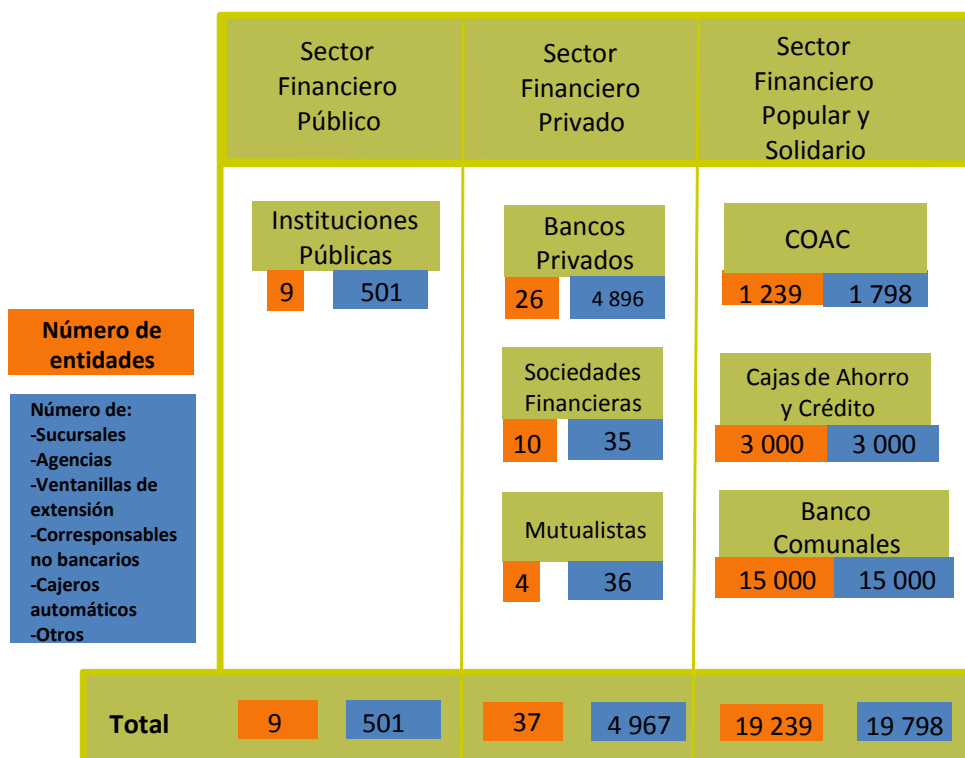 Sector
Financiero
Público
Sector
Financiero
Privado
Sector
Financiero
Popular y
Solidario
Instituciones
Públicas
9 501
Bancos
Privados
26 4 896
COAC
1 239 1 798
Número de
entidades
Número de:
-Sucursales
-Agencias
-Ventanillas de
extensión
-Corresponsables
no bancarios
-Cajeros
automáticos
-Otros
Sociedades
Financieras
10 35
Cajas de Ahorro
y Crédito
3 000 3 000
Mutualistas
4 36
Banco
Comunales
15 000 15 000
Total 9 501 37 4 967 19 239 19 798